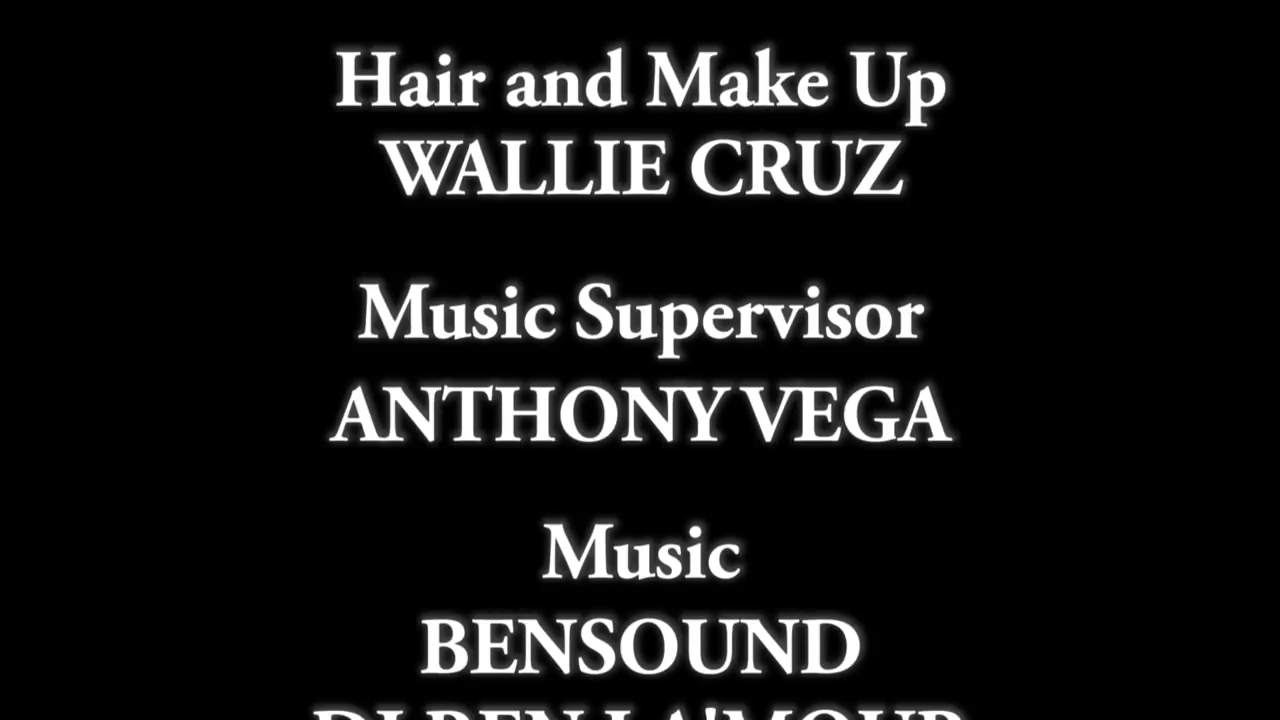 Hair and Make Up
WALLIE CRUZ
Music Supervisor
ANTHONY VEGA
Music
BENSOUND